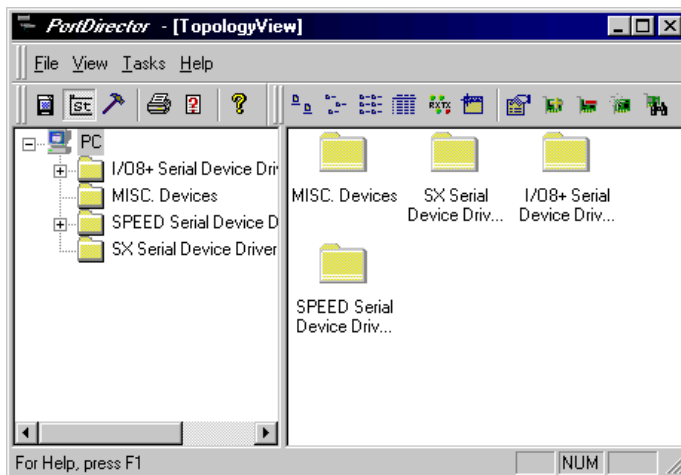 PortDirector - [TopologyView]
File View Tasks Help
st RXTX
PC
I/O8+ Serial Device Dri
MISC. Devices
SPEED Serial Device D
SX Serial Device Driver
MISC. Devices
SX Serial
Device Driv...
I/O8+ Serial
Device Driv...
SPEED Serial
Device Driv...
For Help, press F1
NUM